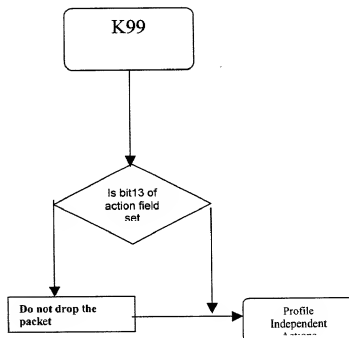 K99
Is bit13 of
action field
set
Do not drop the
packet
Profile
Independent